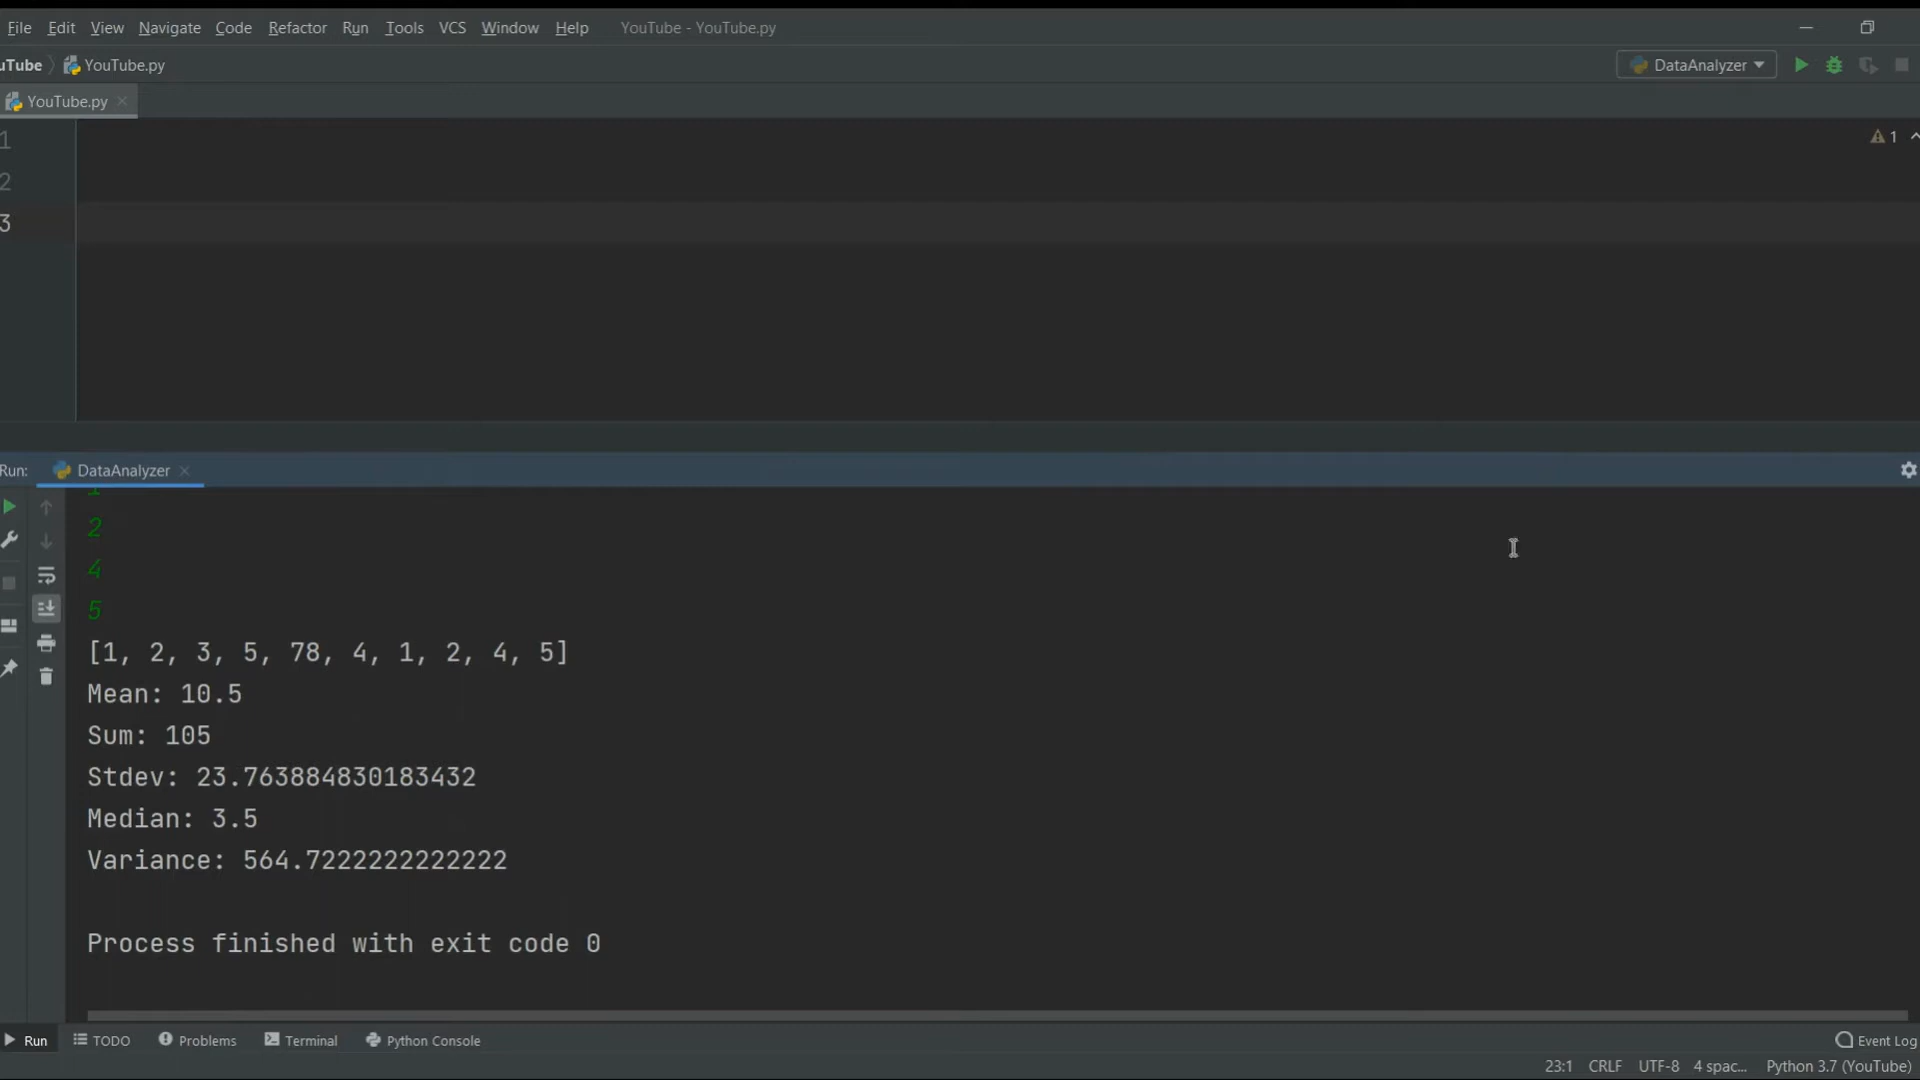 File Edit View Navigate Code Refactor Run Tools VCS Window Help YouTube - YouTube.py
uTube YouTube.py DataAnalyzer
YouTube.py
1
2
3
1
Run: DataAnalyzer
1
2
4
5
[1, 2, 3, 5, 78, 4, 1, 2, 4, 5]
Mean: 10.5
Sum: 105
Stdev: 23.763884830183432
Median: 3.5
Variance: 564.7222222222222
Process finished with exit code 0
Run TODO Problems Terminal Python Console Event Log
23:1 CRLF UTF-8 4 spac... Python 3.7 (YouTube)